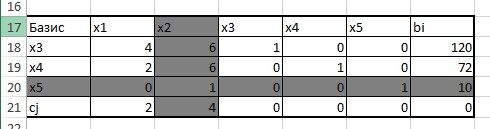 16
17 Базис x1 x2 x3 x4 x5 bi
18 x3 4 6 1 0 0 120
19 x4 2 6 0 1 0 72
20 x5 0 1 0 0 1 10
21 cj 2 4 0 0 0 0